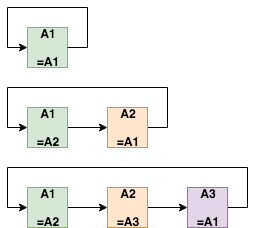 A1
=A1
A1 A2
=A2 =A1
A1 A2 A3
=A2 =A3 =A1